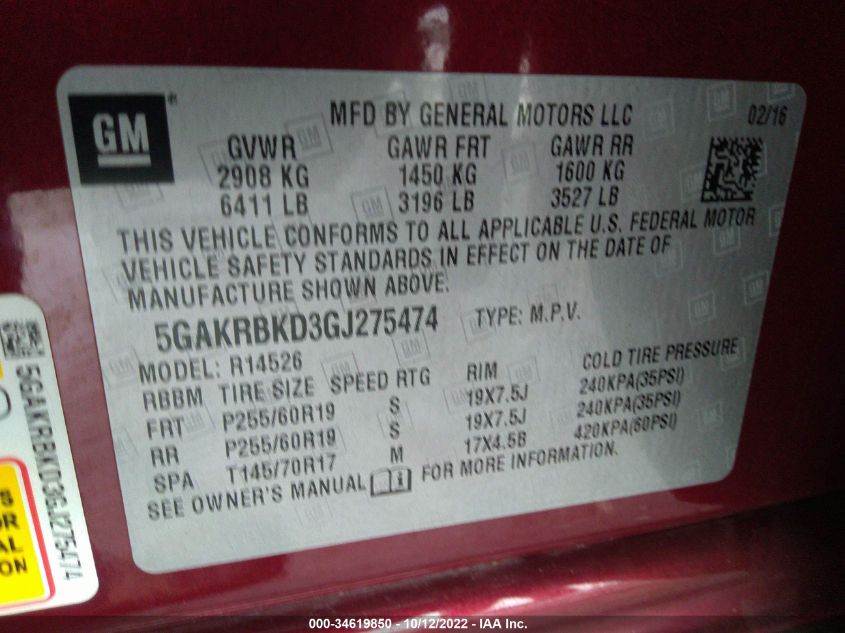 GM
MFD BY GENERAL MOTORS LLC 02/16
GVWR GAWR FRT GAWR RR
2908 KG 1450 KG 1600 KG
6411 LB 3196 LB 3527 LB
THIS VEHICLE CONFORMS TO ALL APPLICABLE U.S. FEDERAL MOTOR
VEHICLE SAFETY STANDARDS IN EFFECT ON THE DATE OF
MANUFACTURE SHOWN ABOVE.
5GAKRBKD3GJ275474 TYPE: M.P.V.
MODEL: R14526
RBBM TIRE SIZE SPEED RTG RIM COLD TIRE PRESSURE
FRT P255/60R19 S 19X7.5J 240KPA(35PSI)
RR P255/60R19 S 19X7.5J 240KPA(35PSI)
SPA T145/70R17 M 17X4.5B 420KPA(60PSI)
SEE OWNER'S MANUAL FOR MORE INFORMATION.
5GAKRBKD3GJ275474
S
OR
AL
ON
000-34619850 - 10/12/2022 - IAA Inc.